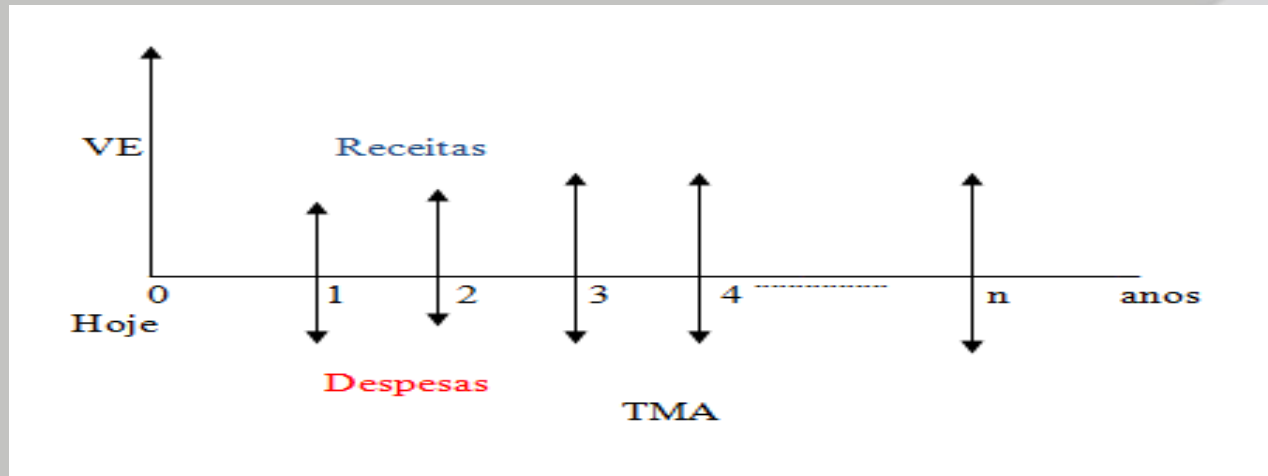 VE
Receitas
0 1 2 3 4 --------- n anos
Hoje
Despesas
TMA